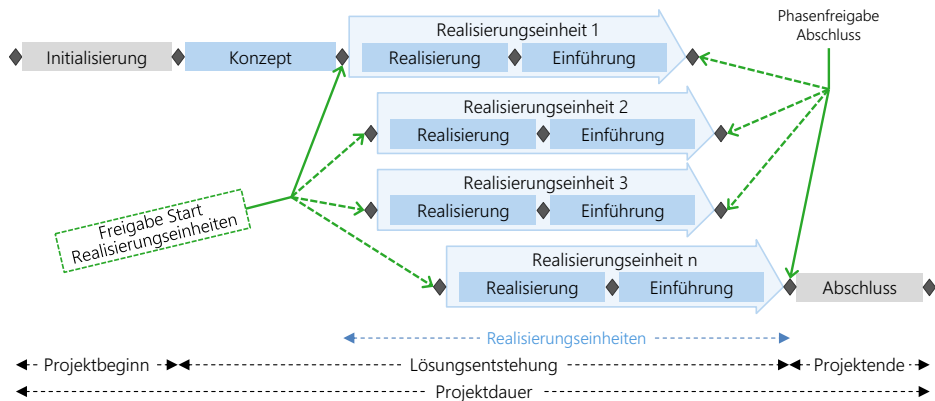 Realisierungseinheit 1
Phasenfreigabe
Abschluss
Initialisierung
Konzept
Realisierung
Einführung
Realisierungseinheit 2
Realisierung
Einführung
Realisierungseinheit 3
Realisierung
Einführung
Freigabe Start
Realisierungseinheiten
Realisierungseinheit n
Realisierung
Einführung
Abschluss
Realisierungseinheiten
Projektbeginn
Lösungsentstehung
Projektende
Projektdauer